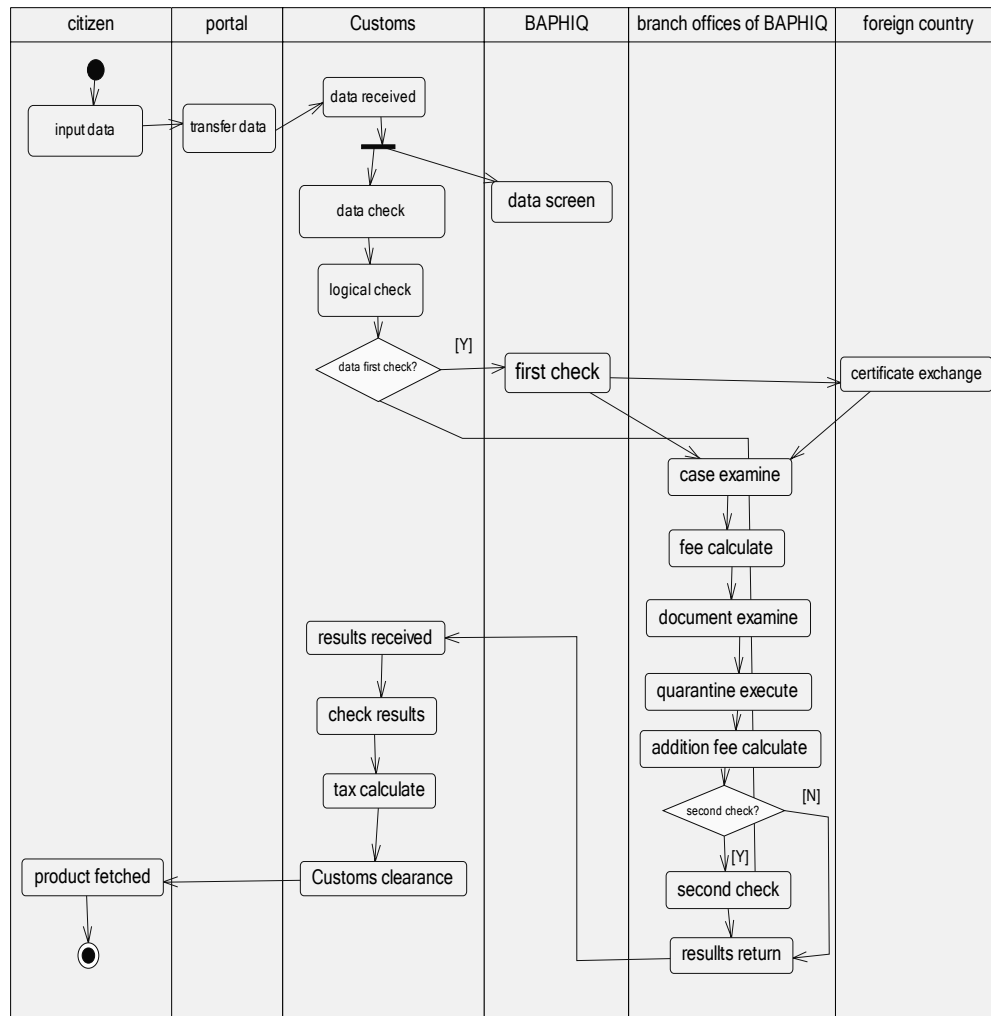 citizen
portal
Customs
BAPHIQ
branch offices of BAPHIQ
foreign country
input data
transfer data
data received
data check
data screen
logical check
data first check?
[Y]
first check
certificate exchange
case examine
fee calculate
document examine
results received
quarantine execute
check results
addition fee calculate
tax calculate
second check?
[N]
[Y]
product fetched
Customs clearance
second check
resullts return